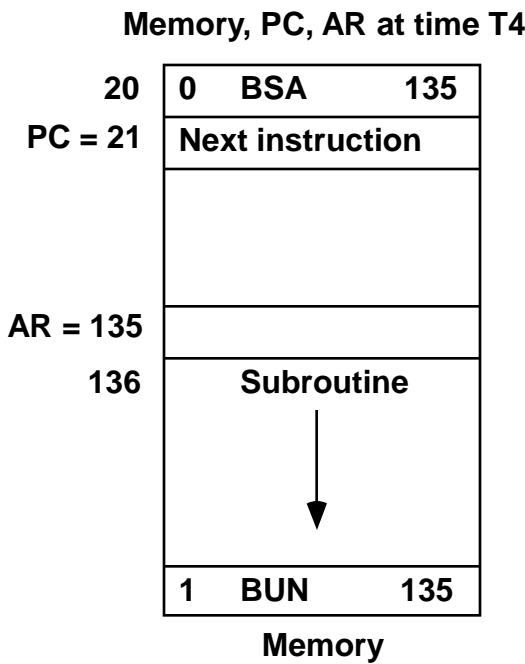 Memory, PC, AR at time T4
20 0 BSA 135
PC = 21 Next instruction
AR = 135
136 Subroutine
1 BUN 135
Memory